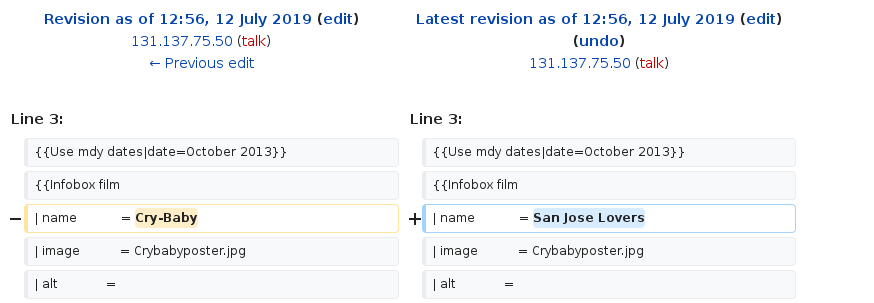 Revision as of 12:56, 12 July 2019 (edit)
131.137.75.50 (talk)
← Previous edit
Latest revision as of 12:56, 12 July 2019 (edit)
(undo)
131.137.75.50 (talk)
Line 3:
Line 3:
{{Use mdy dates|date=October 2013}}
{{Use mdy dates|date=October 2013}}
{{Infobox film
{{Infobox film
− | name = Cry-Baby
+ | name = San Jose Lovers
| image = Crybabyposter.jpg
| image = Crybabyposter.jpg
| alt =
| alt =